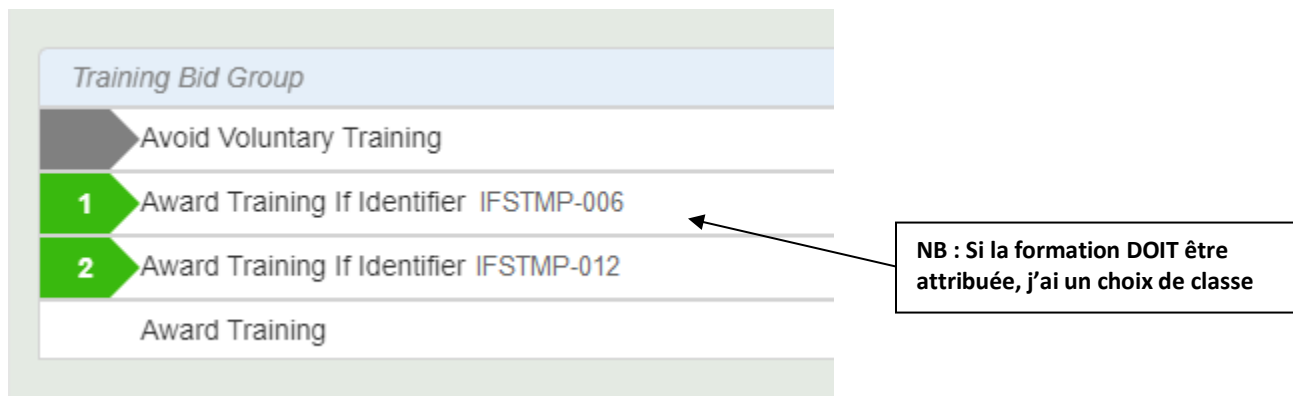 Training Bid Group
Avoid Voluntary Training
1 Award Training If Identifier IFSTMP-006
2 Award Training If Identifier IFSTMP-012
Award Training
NB : Si la formation DOIT être
attribuée, j’ai un choix de classe